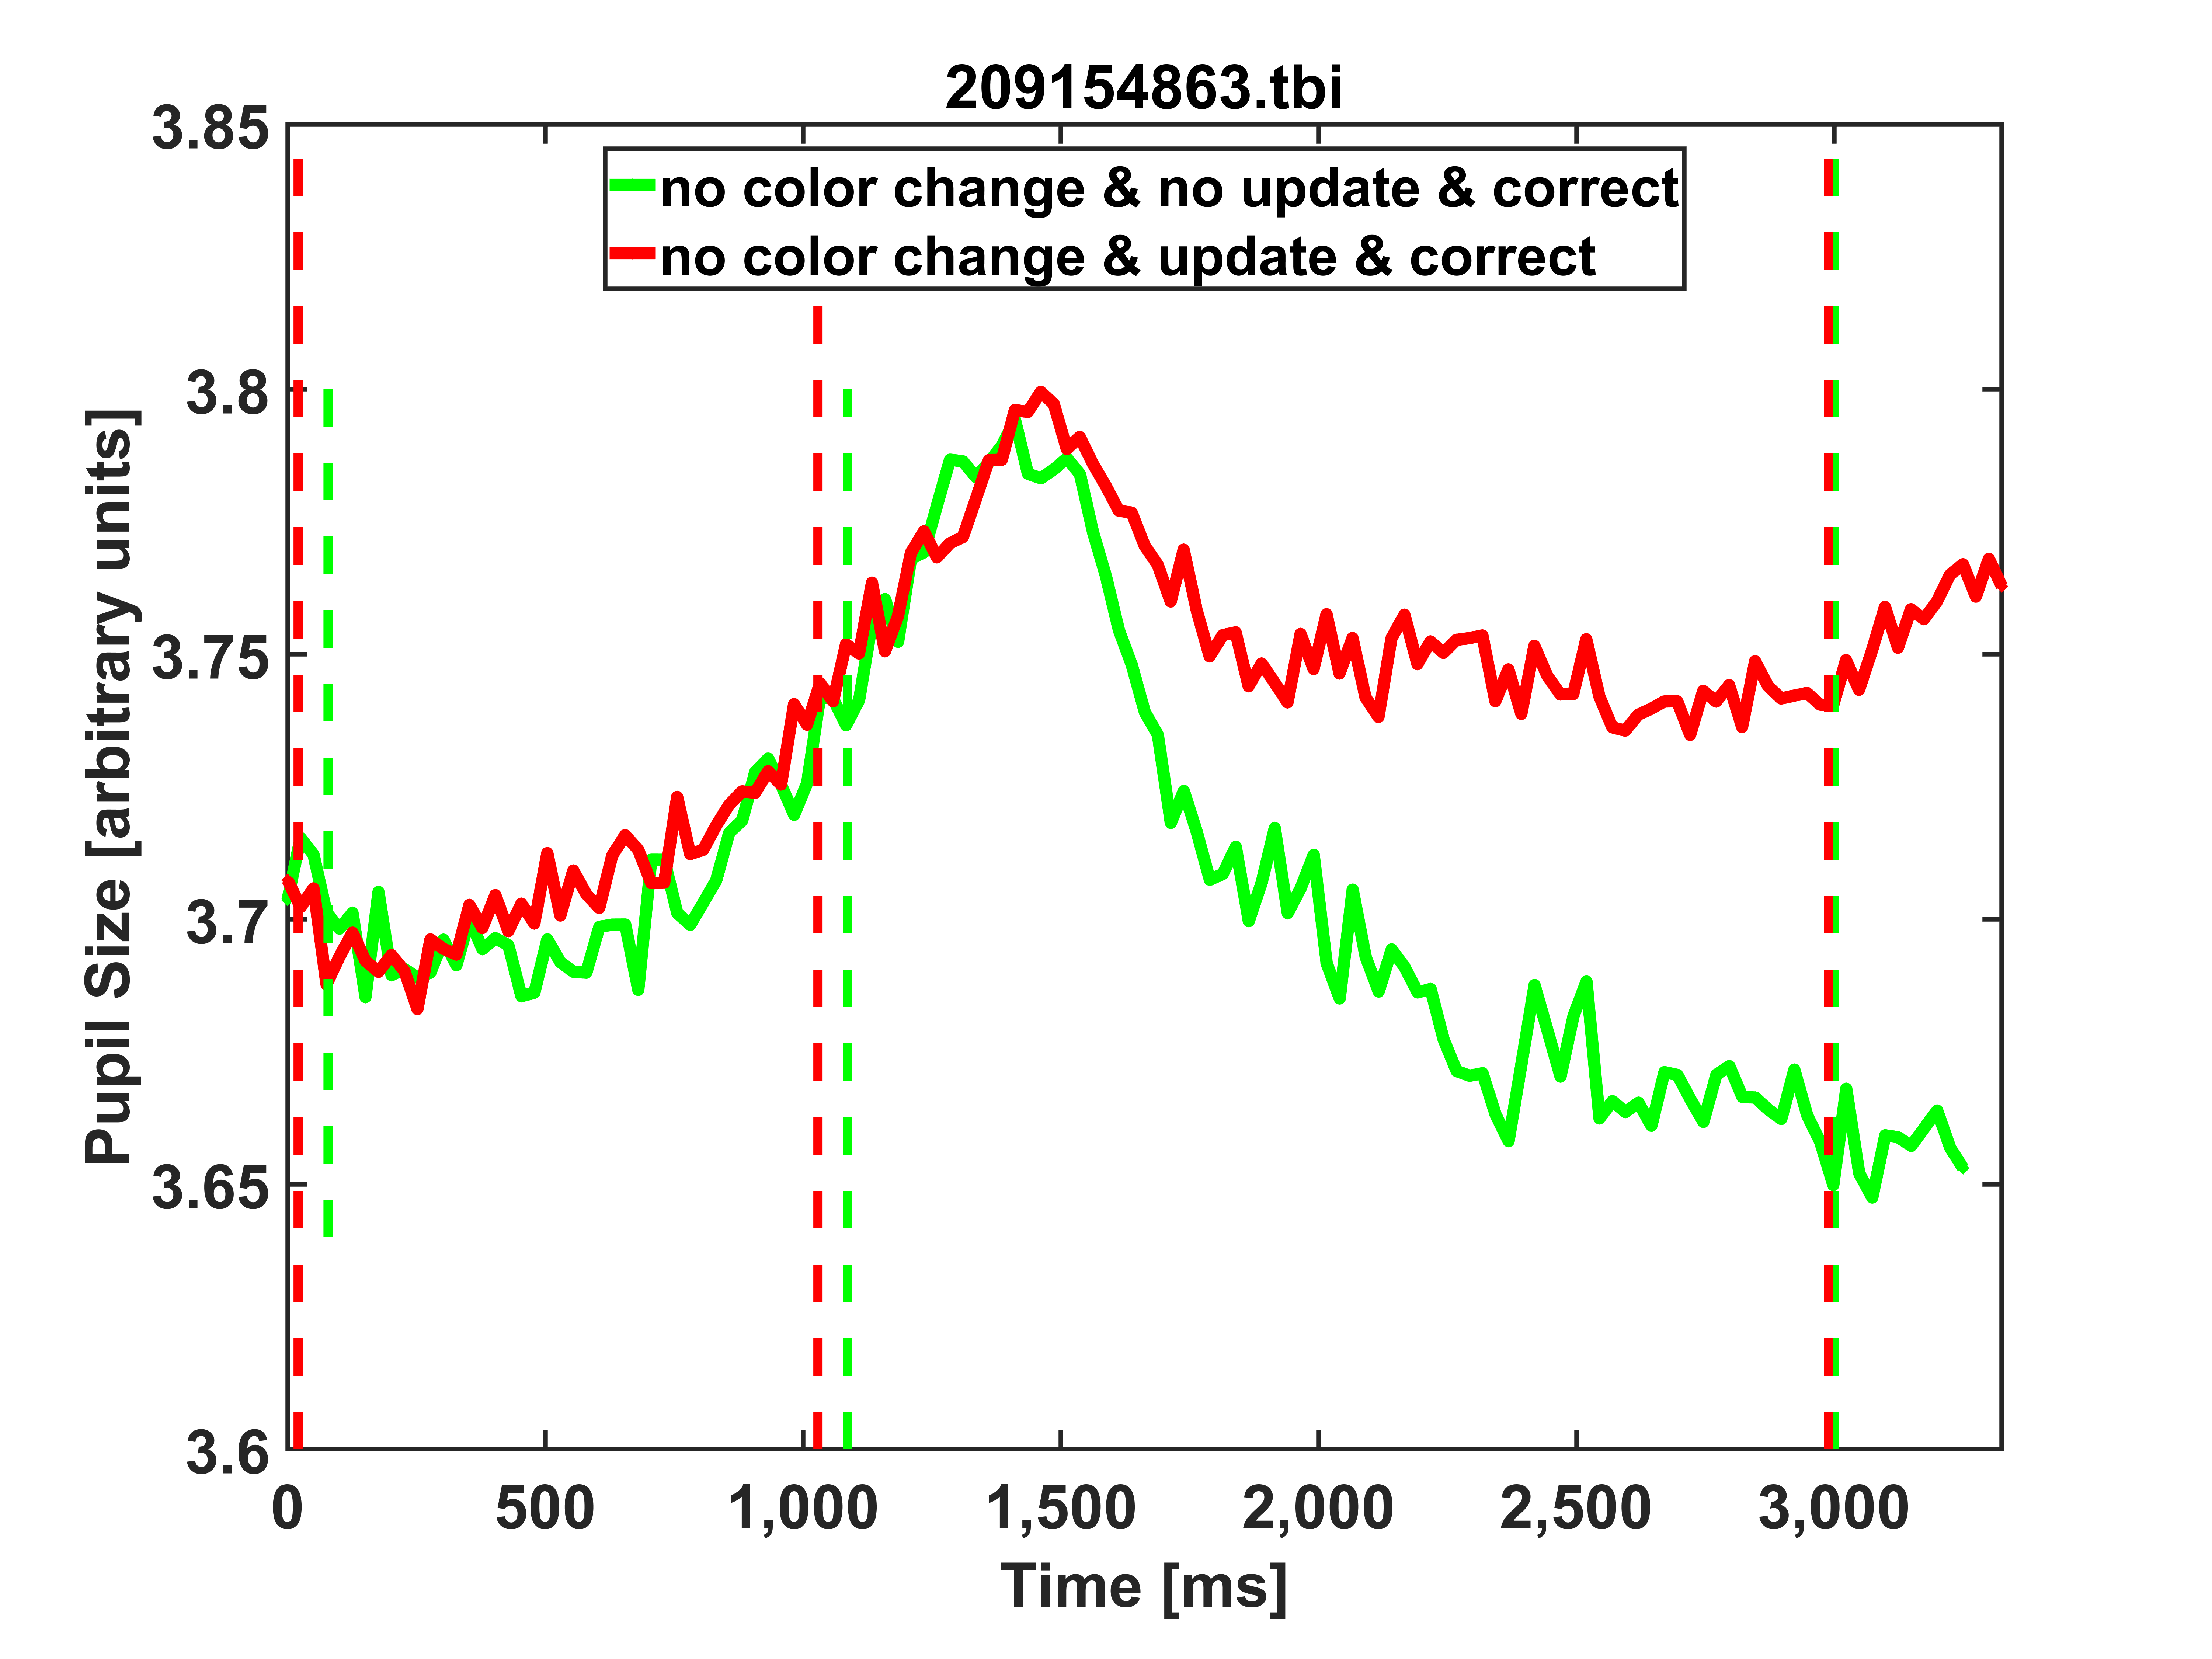 209154863.tbi
3.85
no color change & no update & correct
no color change & update & correct
3.8
3.75
3.7
3.65
3.6
Pupil Size [arbitrary units]
0 500 1,000 1,500 2,000 2,500 3,000
Time [ms]